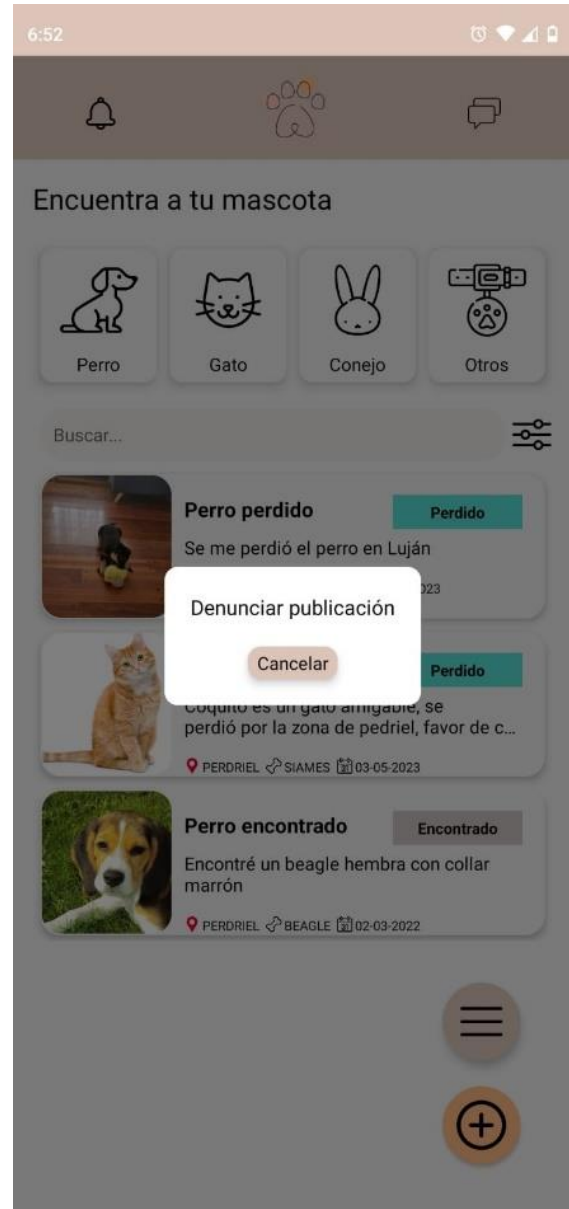 6:52
Encuentra a tu mascota
Perro
Gato
Conejo
Otros
Buscar...
Perro perdido
Perdido
Se me perdió el perro en Luján
Denunciar publicación
Cancelar
Perdido
Coquito es un gato amigable, se
perdió por la zona de pedriel, favor de c...
PERDRIEL SIAMES 03-05-2023
Perro encontrado
Encontrado
Encontré un beagle hembra con collar
marrón
PERDRIEL BEAGLE 02-03-2022